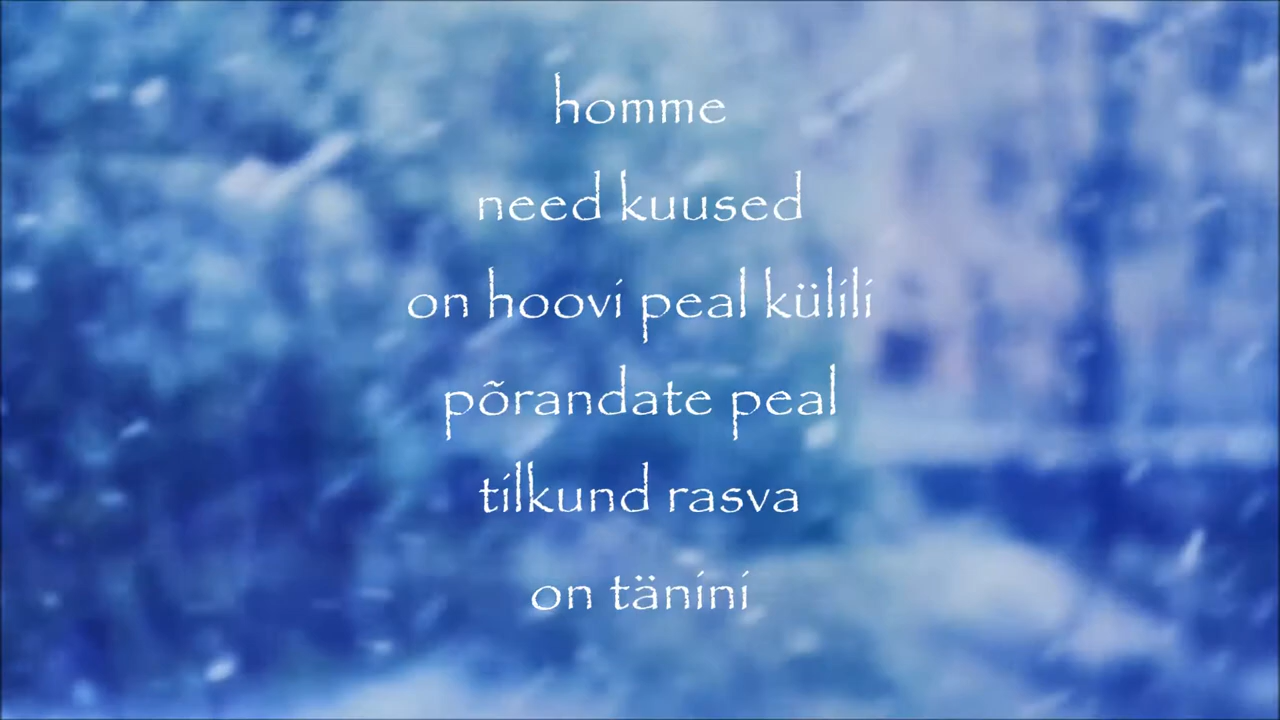 homme
need kuused
on hoovi peal külili
põrandate peal
tilkund rasva
on tänini